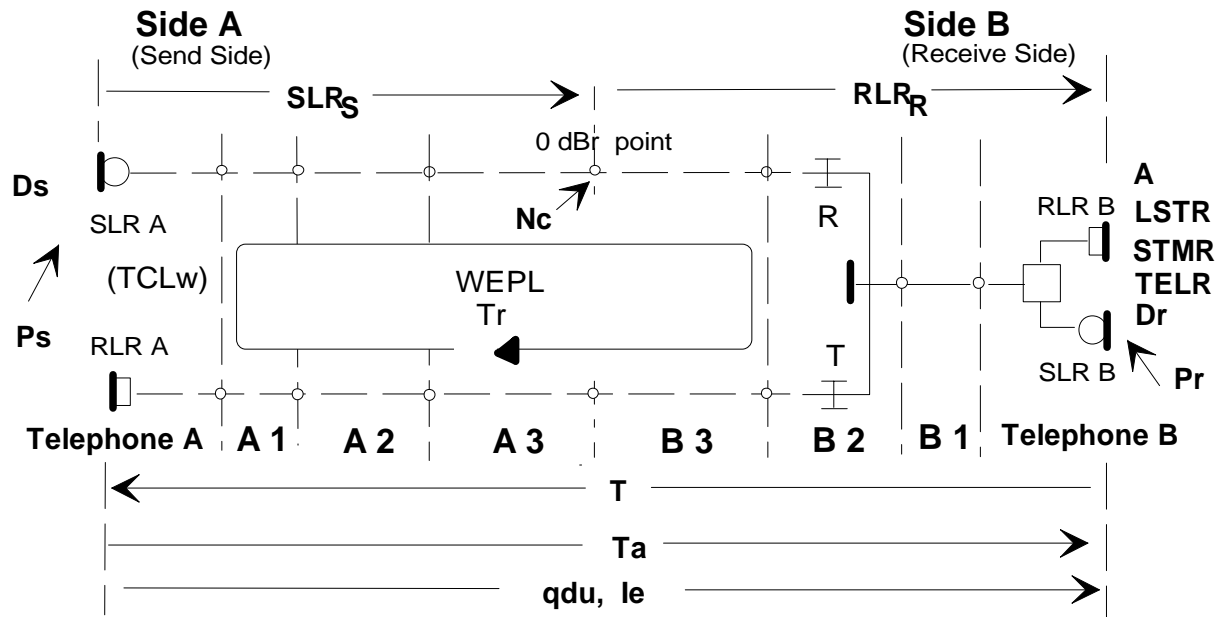 Side A
(Send Side)
Side B
(Receive Side)
SLRS
RLRR
0 dBr point
Ds
Nc
R
A
SLR A
RLR B
LSTR
(TCLw)
STMR
WEPL
TELR
Tr
Dr
Ps
RLR A
T
SLR B
Pr
Telephone A
A 1
A 2
A 3
B 3
B 2
B 1
Telephone B
T
Ta
qdu, Ie